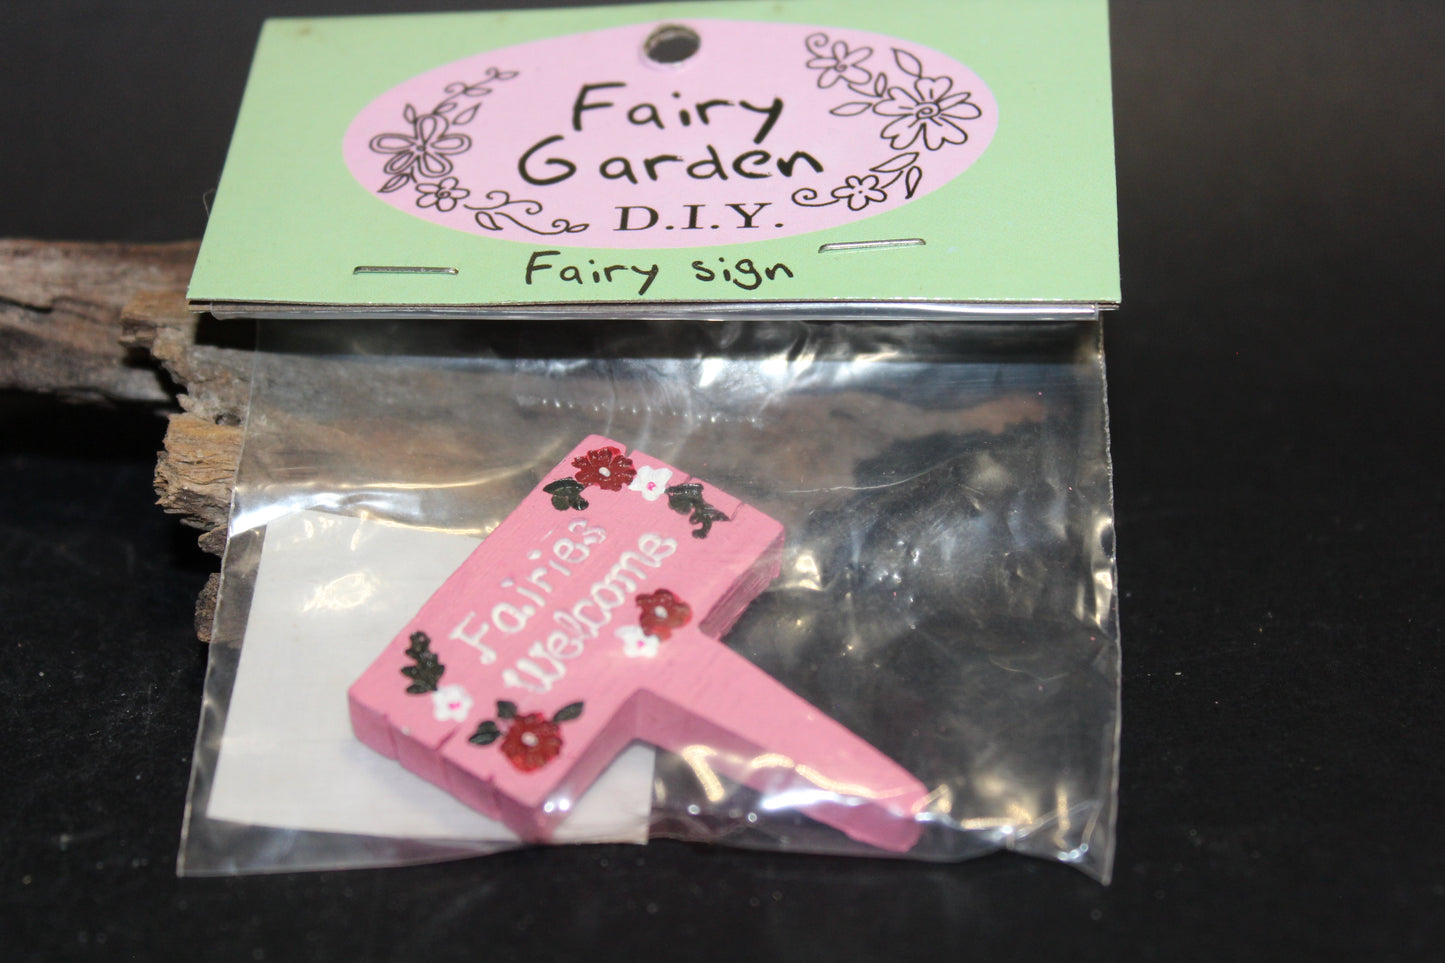 Fairy
Garden
D.I.Y.
Fairy sign
Fairies
Welcome